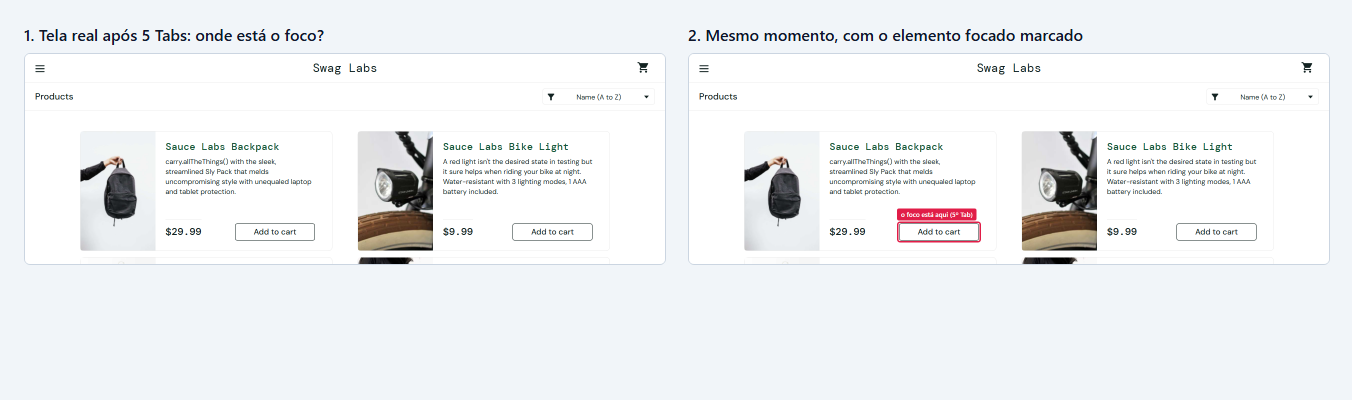 1. Tela real após 5 Tabs: onde está o foco?
Swag Labs
Products
Name (A to Z)
Sauce Labs Backpack
carry.allTheThings() with the sleek,
streamlined Sly Pack that melds
uncompromising style with unequaled laptop
and tablet protection.
$29.99
Add to cart
Sauce Labs Bike Light
A red light isn't the desired state in testing but
it sure helps when riding your bike at night.
Water-resistant with 3 lighting modes, 1 AAA
battery included.
$9.99
Add to cart
2. Mesmo momento, com o elemento focado marcado
Swag Labs
Products
Name (A to Z)
Sauce Labs Backpack
carry.allTheThings() with the sleek,
streamlined Sly Pack that melds
uncompromising style with unequaled laptop
and tablet protection.
o foco está aqui (5º Tab)
$29.99
Add to cart
Sauce Labs Bike Light
A red light isn't the desired state in testing but
it sure helps when riding your bike at night.
Water-resistant with 3 lighting modes, 1 AAA
battery included.
$9.99
Add to cart